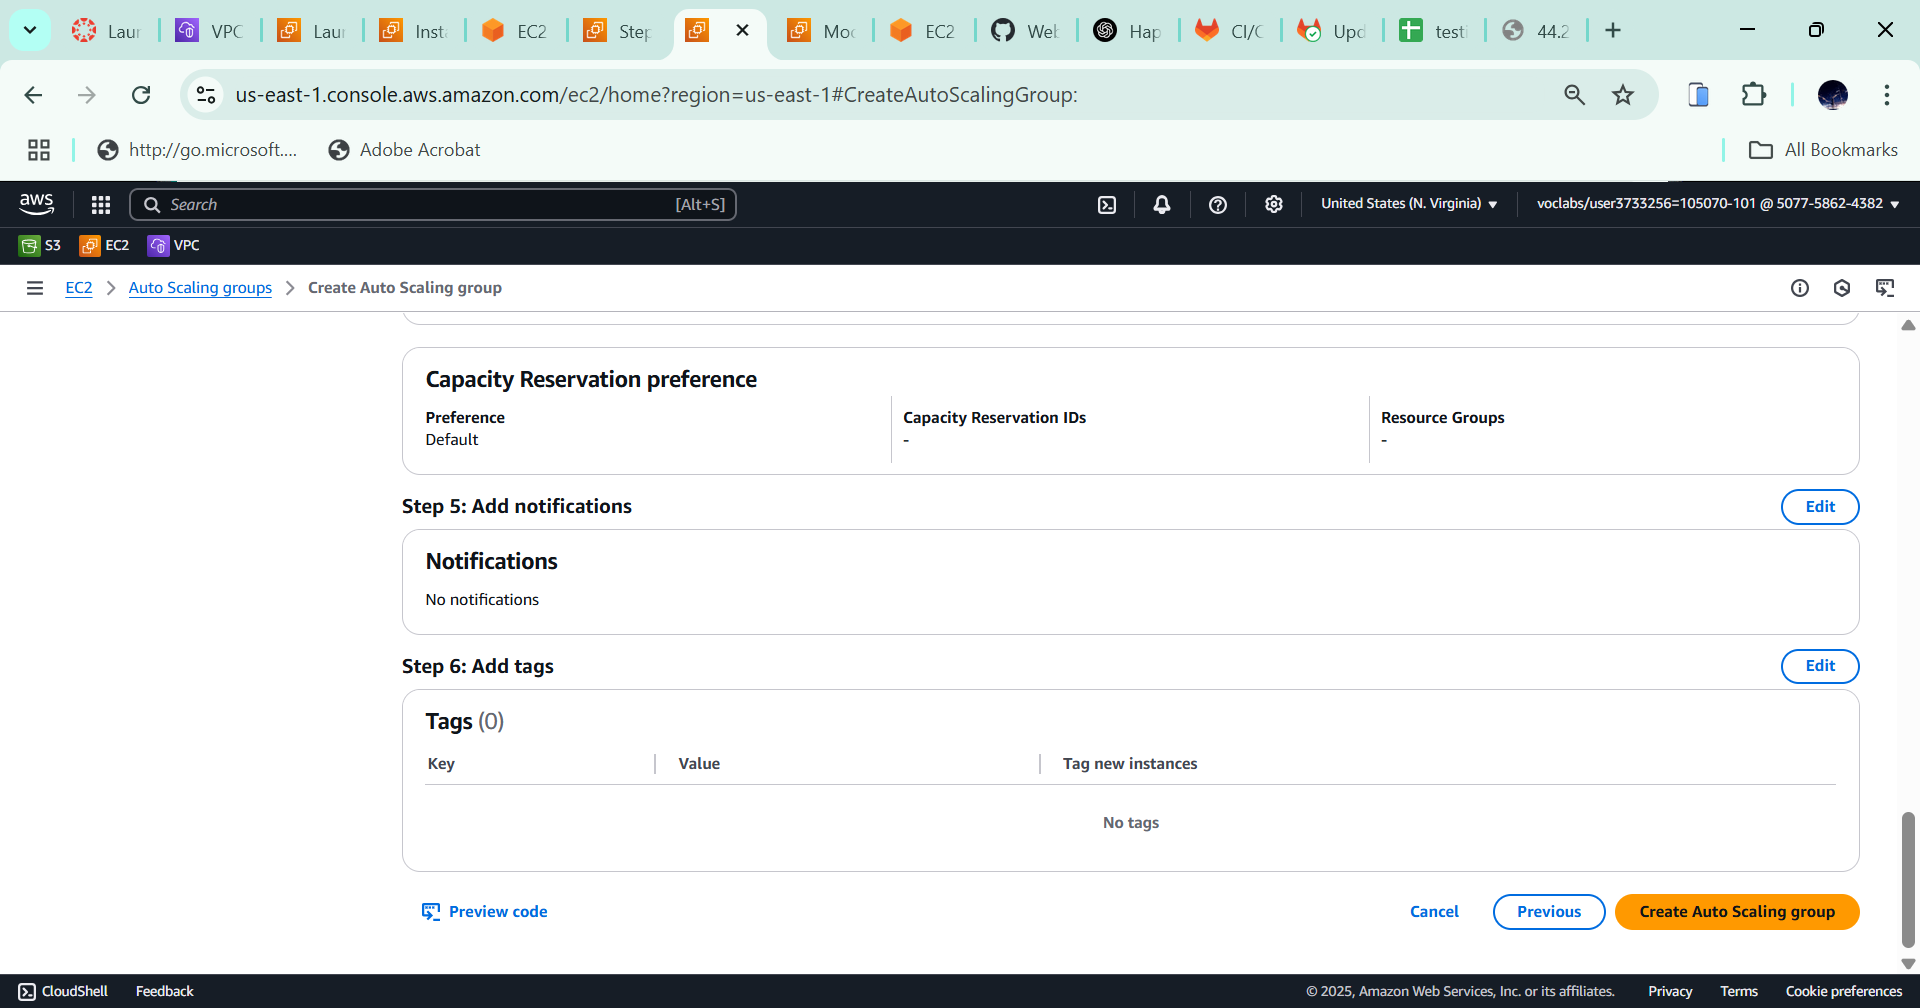 Laur
VPC
Laur
Inst
EC2
Step
Moc
EC2
Web
Hap
CI/C
Upd
testi
44.2
us-east-1.console.aws.amazon.com/ec2/home?region=us-east-1#CreateAutoScalingGroup:
http://go.microsoft....
Adobe Acrobat
All Bookmarks
aws
Search
[Alt+S]
United States (N. Virginia)
voclabs/user3733256=105070-101 @ 5077-5862-4382
S3
EC2
VPC
EC2
Auto Scaling groups
Create Auto Scaling group
Capacity Reservation preference
Preference
Default
Capacity Reservation IDs
-
Resource Groups
-
Step 5: Add notifications
Edit
Notifications
No notifications
Step 6: Add tags
Edit
Tags (0)
Key
Value
Tag new instances
No tags
Preview code
Cancel
Previous
Create Auto Scaling group
CloudShell
Feedback
© 2025, Amazon Web Services, Inc. or its affiliates.
Privacy
Terms
Cookie preferences